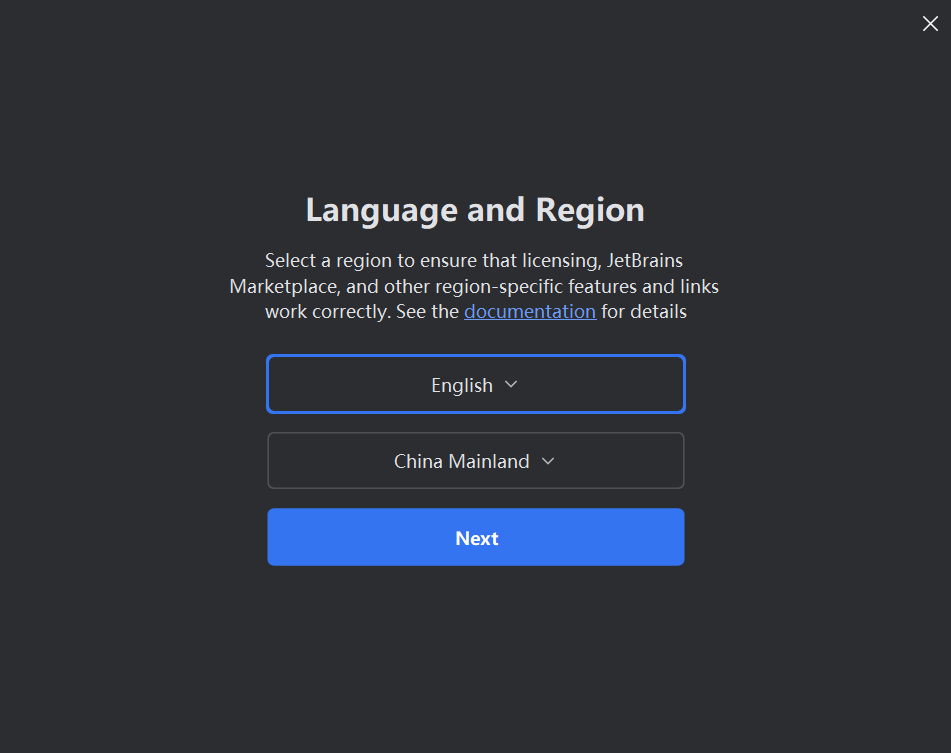 Language and Region
Select a region to ensure that licensing, JetBrains
Marketplace, and other region-specific features and links
work correctly. See the documentation for details
English
China Mainland
Next